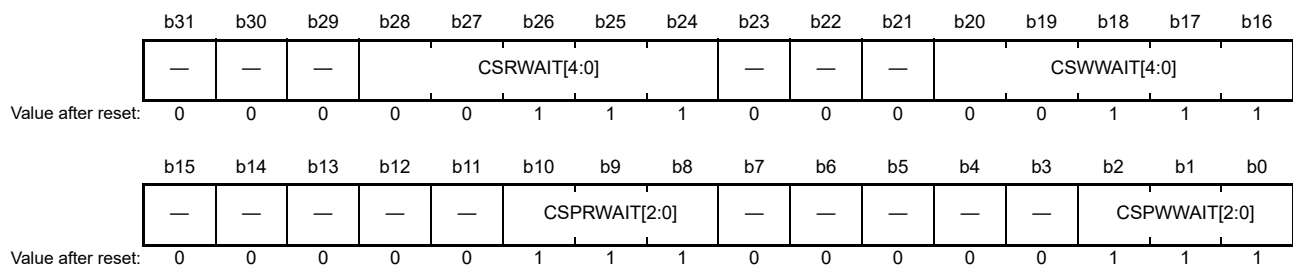 b31 b30 b29 b28 b27 b26 b25 b24 b23 b22 b21 b20 b19 b18 b17 b16
— — — CSRWAIT[4:0] — — — CSWWAIT[4:0]
Value after reset: 0 0 0 0 0 1 1 1 0 0 0 0 0 1 1 1
b15 b14 b13 b12 b11 b10 b9 b8 b7 b6 b5 b4 b3 b2 b1 b0
— — — — — CSPRWAIT[2:0] — — — — — CSPWWAIT[2:0]
Value after reset: 0 0 0 0 0 1 1 1 0 0 0 0 0 1 1 1